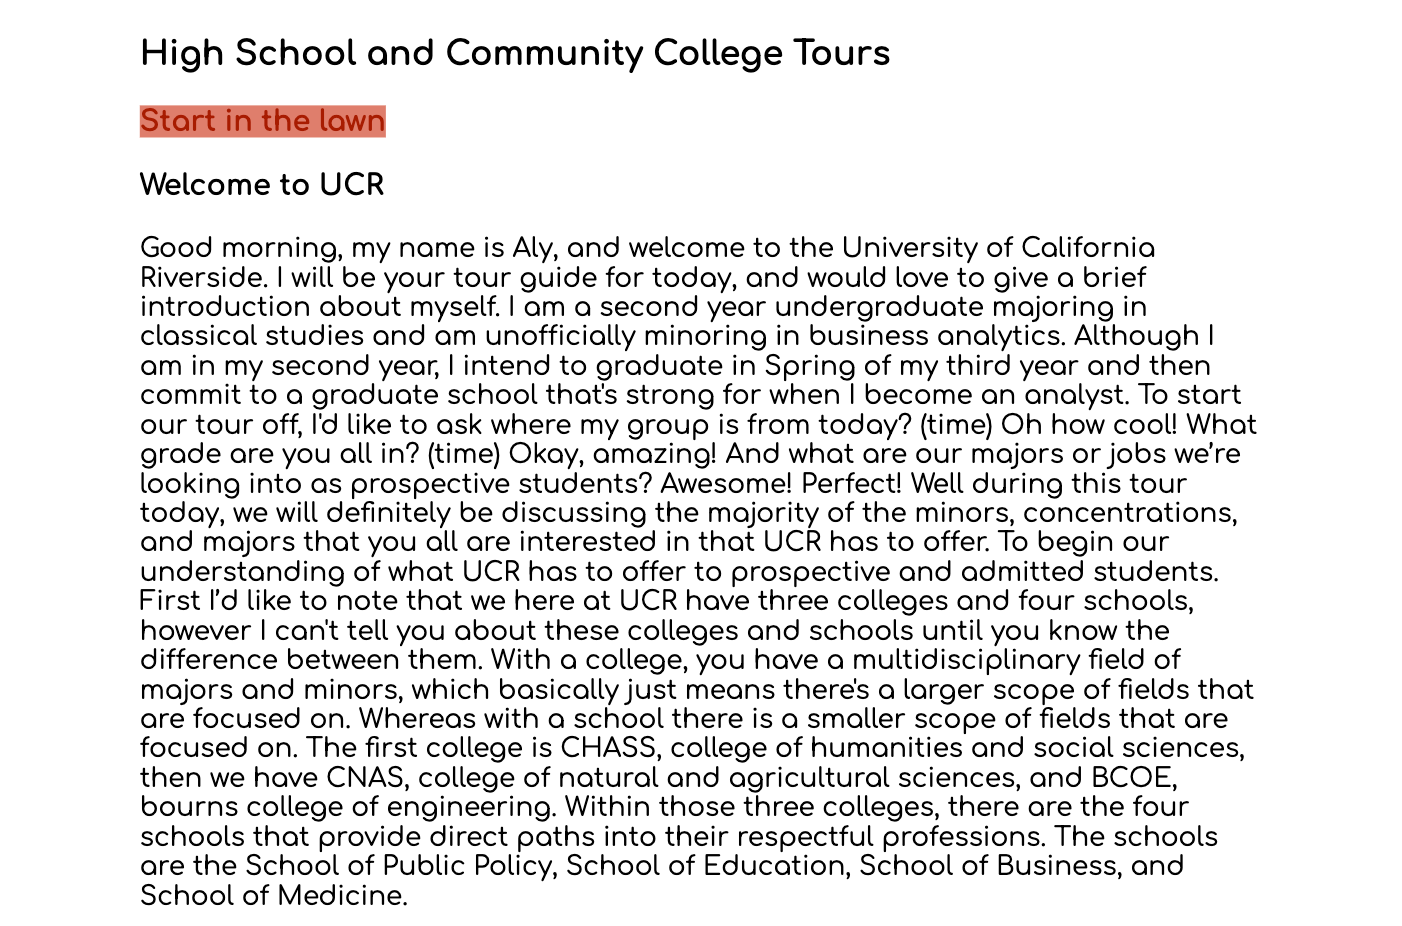 High School and Community College Tours
Start in the lawn
Welcome to UCR
Good morning, my name is Aly, and welcome to the University of California
Riverside. I will be your tour guide for today, and would love to give a brief
introduction about myself. I am a second year undergraduate majoring in
classical studies and am unofficially minoring in business analytics. Although I
am in my second year, I intend to graduate in Spring of my third year and then
commit to a graduate school that's strong for when I become an analyst. To start
our tour off, I'd like to ask where my group is from today? (time) Oh how cool! What
grade are you all in? (time) Okay, amazing! And what are our majors or jobs we’re
looking into as prospective students? Awesome! Perfect! Well during this tour
today, we will definitely be discussing the majority of the minors, concentrations,
and majors that you all are interested in that UCR has to offer. To begin our
understanding of what UCR has to offer to prospective and admitted students.
First I’d like to note that we here at UCR have three colleges and four schools,
however I can't tell you about these colleges and schools until you know the
difference between them. With a college, you have a multidisciplinary field of
majors and minors, which basically just means there's a larger scope of fields that
are focused on. Whereas with a school there is a smaller scope of fields that are
focused on. The first college is CHASS, college of humanities and social sciences,
then we have CNAS, college of natural and agricultural sciences, and BCOE,
bourns college of engineering. Within those three colleges, there are the four
schools that provide direct paths into their respectful professions. The schools
are the School of Public Policy, School of Education, School of Business, and
School of Medicine.